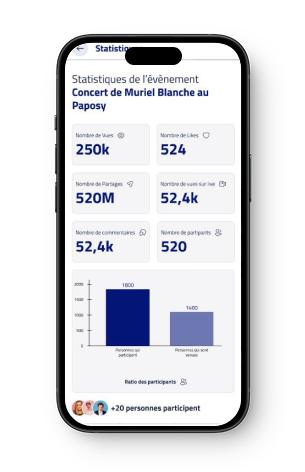 Statistiq
Statistiques de l'évènement
Concert de Muriel Blanche au
Paposy
Nombre de Vues
250k
Nombre de Likes
524
Nombre de Partages
520M
Nombre de vues sur live
52,4k
Nombre de commentaires
52,4k
Nombre de partipants
520
2000
1500
1000
500
0
1800
1400
Personnes qui
participent
Personnes qui sont
venues
Ratio des participants
+20 personnes participent